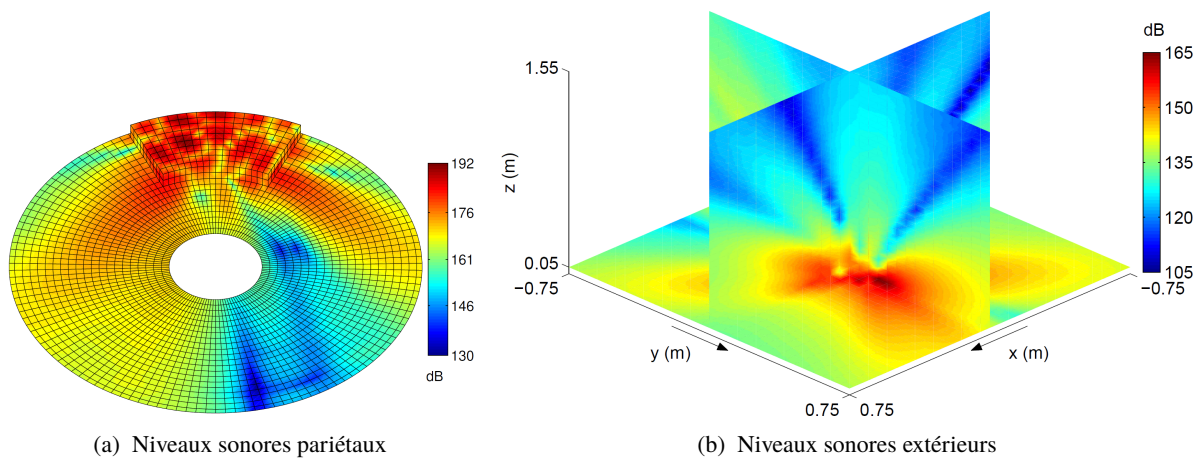 192
176
161
146
130
dB
1.55
z (m)
0.05
−0.75
y (m)
0.75
x (m)
0.75
−0.75
dB
165
150
135
120
105
(a) Niveaux sonores pariétaux
(b) Niveaux sonores extérieurs